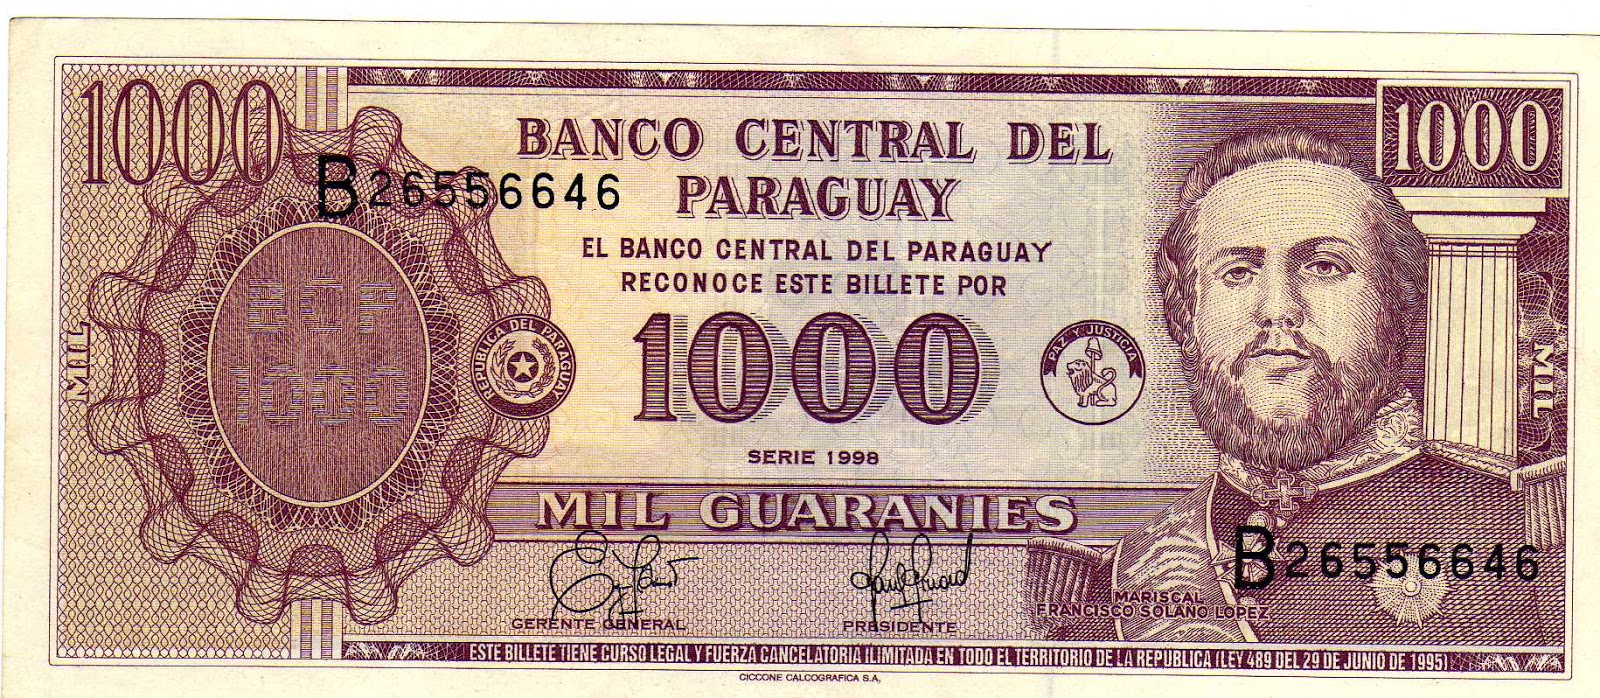 1000
1000
B26556646
BANCO CENTRAL DEL
PARAGUAY
EL BANCO CENTRAL DEL PARAGUAY
RECONOCE ESTE BILLETE POR
MIL
REPUBLICA DEL PARAGUAY
1000
PAZ Y JUSTICIA
MIL
SERIE 1998
MIL GUARANIES
B26556646
GERENTE GENERAL
PRESIDENTE
MARISCAL
FRANCISCO SOLANO LOPEZ
ESTE BILLETE TIENE CURSO LEGAL Y FUERZA CANCELATORIA ILIMITADA EN TODO EL TERRITORIO DE LA REPUBLICA (LEY 489 DEL 29 DE JUNIO DE 1995)
CICCONE CALCOGRAFICA S.A,